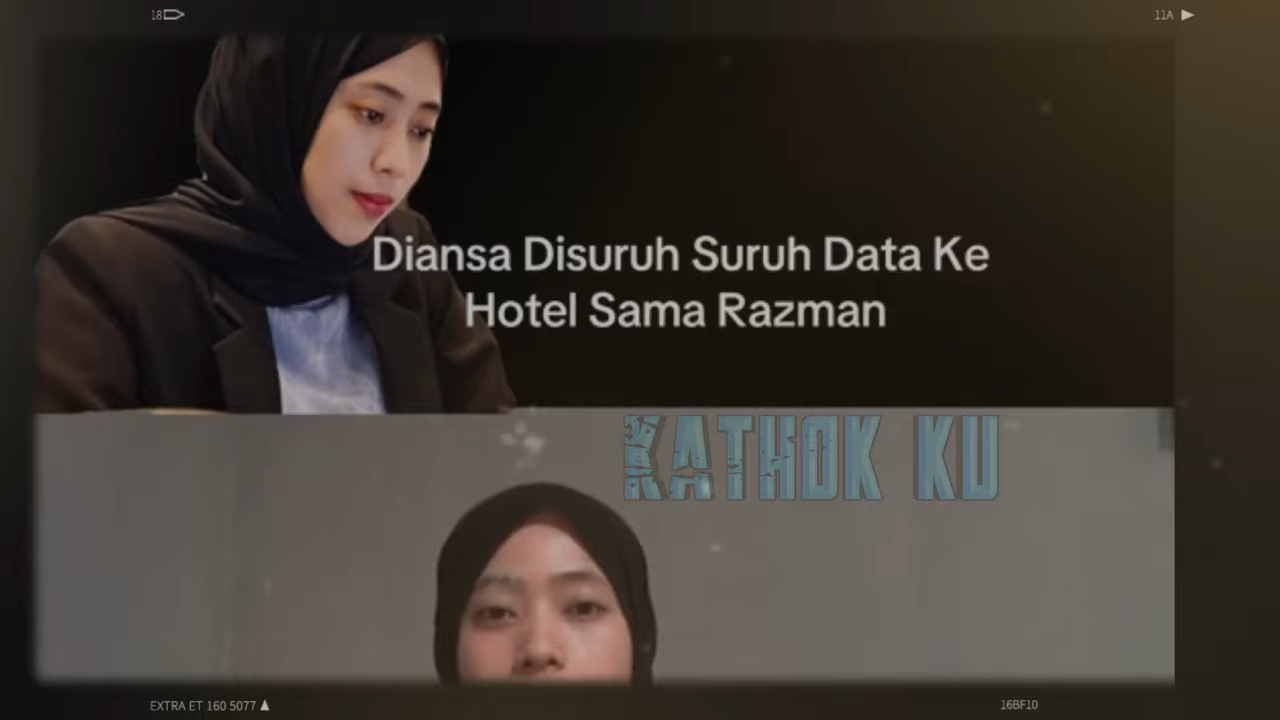 18
11A
Diansa Disuruh Suruh Data Ke
Hotel Sama Razman
KATHOK KU
EXTRA ET 160 5077
16BF10